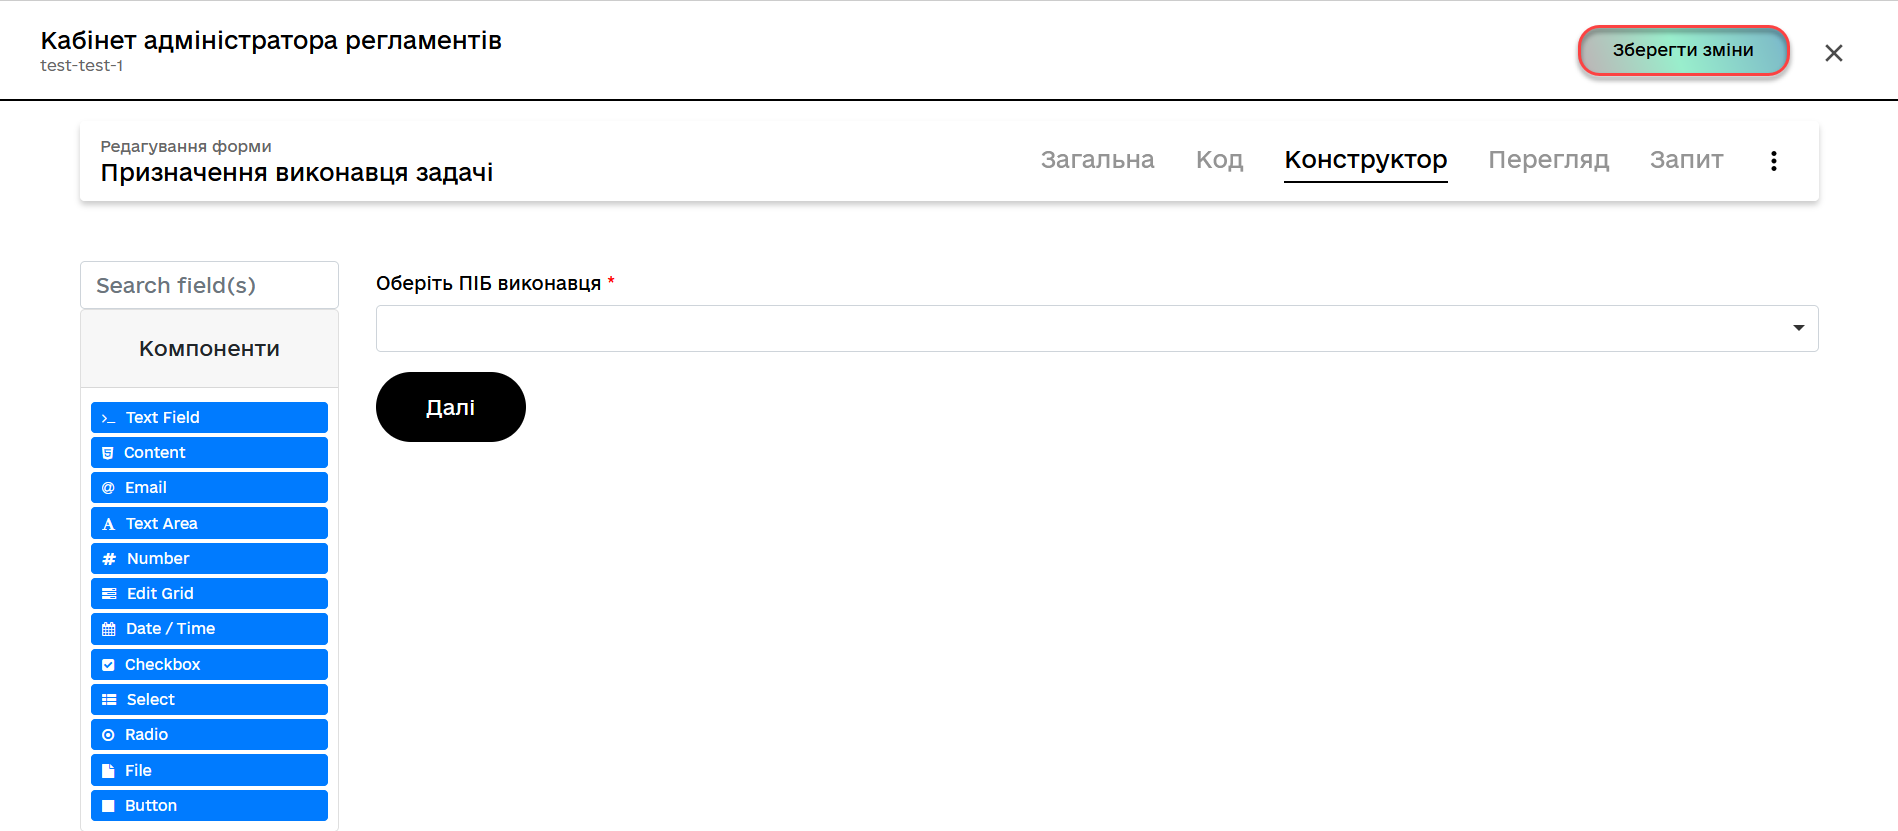 Кабінет адміністратора регламентів
test-test-1
Зберегти зміни
Редагування форми
Призначення виконавця задачі
Загальна
Код
Конструктор
Перегляд
Запит
Search field(s)
Компоненти
Text Field
Content
Email
Text Area
Number
Edit Grid
Date / Time
Checkbox
Select
Radio
File
Button
Оберіть ПІБ виконавця *
Далі